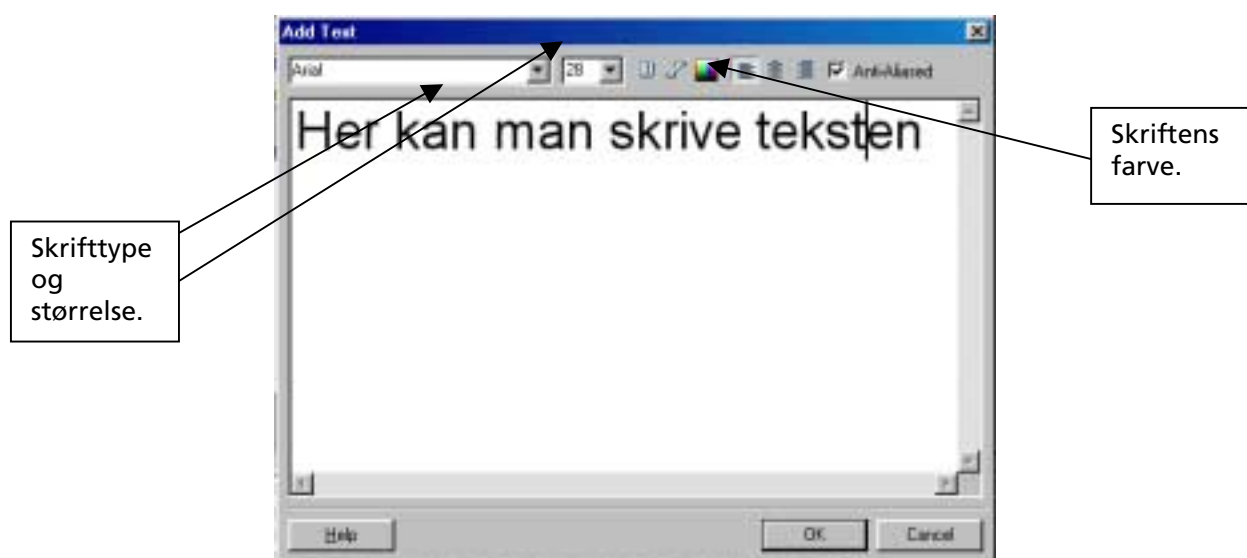 Add Text
Arial 28 Anti-Aliased
Her kan man skrive teksten
Skriftens
farve.
Skrifttype
og
størrelse.
Help OK Cancel